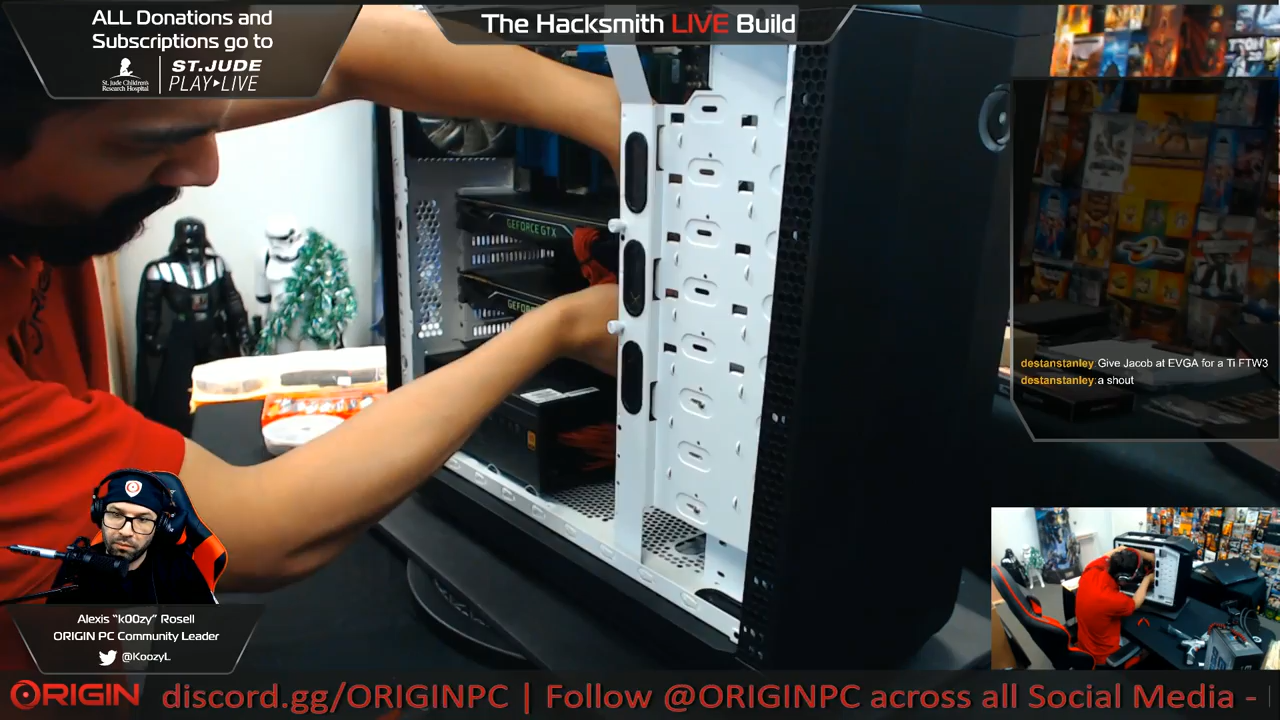 ALL Donations and
Subscriptions go to
St. Jude Children's
Research Hospital
ST. JUDE
PLAY LIVE
The Hacksmith LIVE Build
GEFORCE GTX
destanstanley: Give Jacob at EVGA for a Ti FTW3
destanstanley: a shout
Alexis "k00zy" Rosell
ORIGIN PC Community Leader
@KoozyL
ORIGIN discord.gg/ORIGINPC | Follow @ORIGINPC across all Social Media -